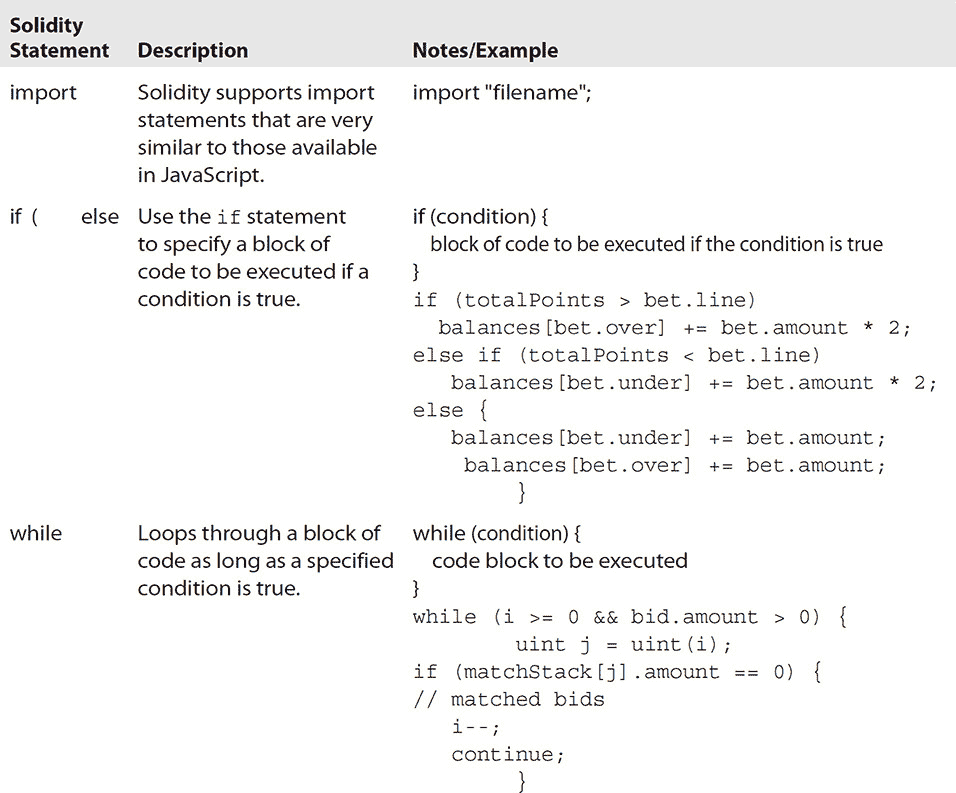 Solidity
Statement Description Notes/Example
import Solidity supports import import "filename";
statements that are very
similar to those available
in JavaScript.
if ( else Use the if statement if (condition) {
to specify a block of block of code to be executed if the condition is true
code to be executed if a }
condition is true. if (totalPoints > bet.line)
balances[bet.over] += bet.amount * 2;
else if (totalPoints < bet.line)
balances[bet.under] += bet.amount * 2;
else {
balances[bet.under] += bet.amount;
balances[bet.over] += bet.amount;
}
while Loops through a block of while (condition) {
code as long as a specified code block to be executed
condition is true. }
while (i >= 0 && bid.amount > 0) {
uint j = uint(i);
if (matchStack[j].amount == 0) {
// matched bids
i--;
continue;
}